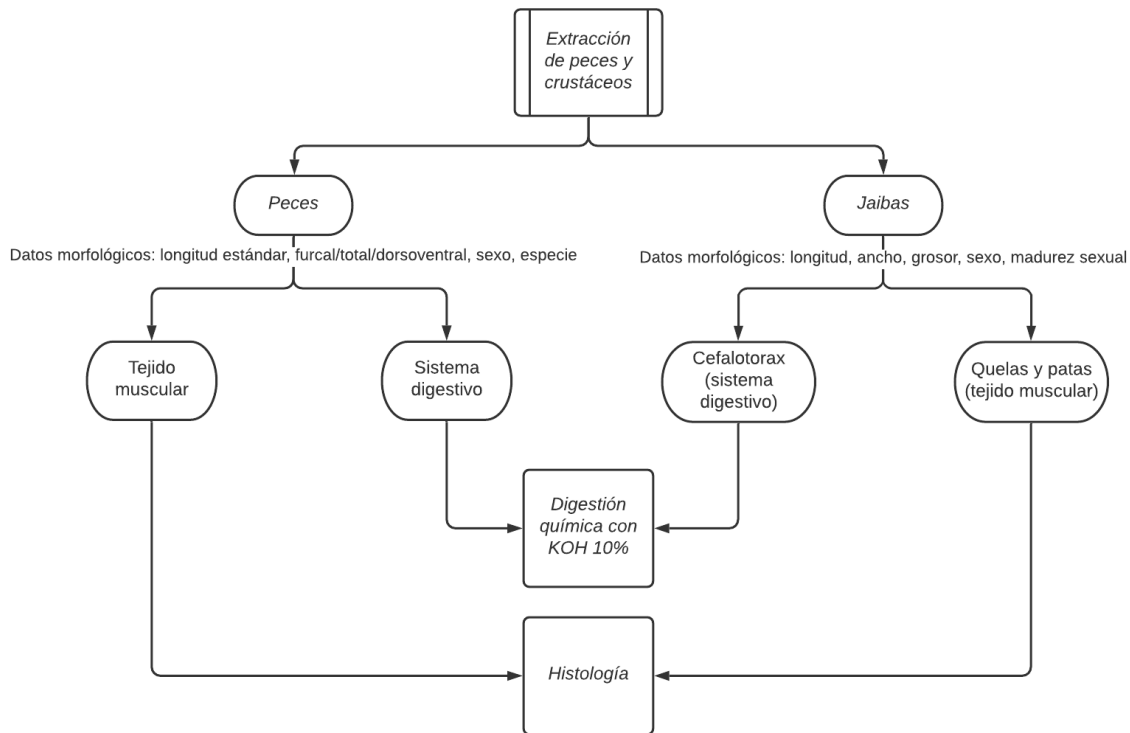 Extracción
de peces y
crustáceos
Peces
Jaibas
Datos morfológicos: longitud estándar, furcal/total/dorsoventral, sexo, especie
Datos morfológicos: longitud, ancho, grosor, sexo, madurez sexual
Tejido
muscular
Sistema
digestivo
Cefalotorax
(sistema
digestivo)
Quelas y patas
(tejido muscular)
Digestión
química con
KOH 10%
Histología